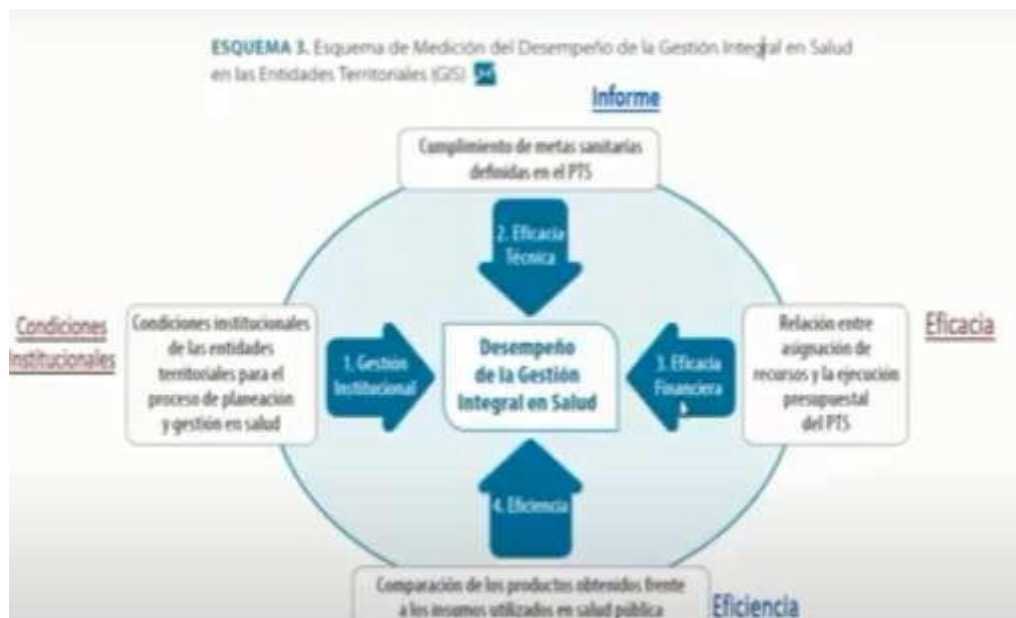 ESQUEMA 3. Esquema de Medición del Desempeño de la Gestión Integral en Salud
en las Entidades Territoriales (GIS)
Informe
Cumplimiento de metas sanitarias
definidas en el PTS
2. Eficacia
Técnica
Condiciones
Institucionales
Condiciones institucionales
de las entidades
territoriales para el
proceso de planeación
y gestión en salud
1. Gestión
Institucional
Desempeño
de la Gestión
Integral en Salud
3. Eficacia
Financiera
Relación entre
asignación de
recursos y la ejecución
presupuestal
del PTS
Eficacia
4. Eficiencia
Comparación de los productos obtenidos frente
a los insumos utilizados en salud pública
Eficiencia